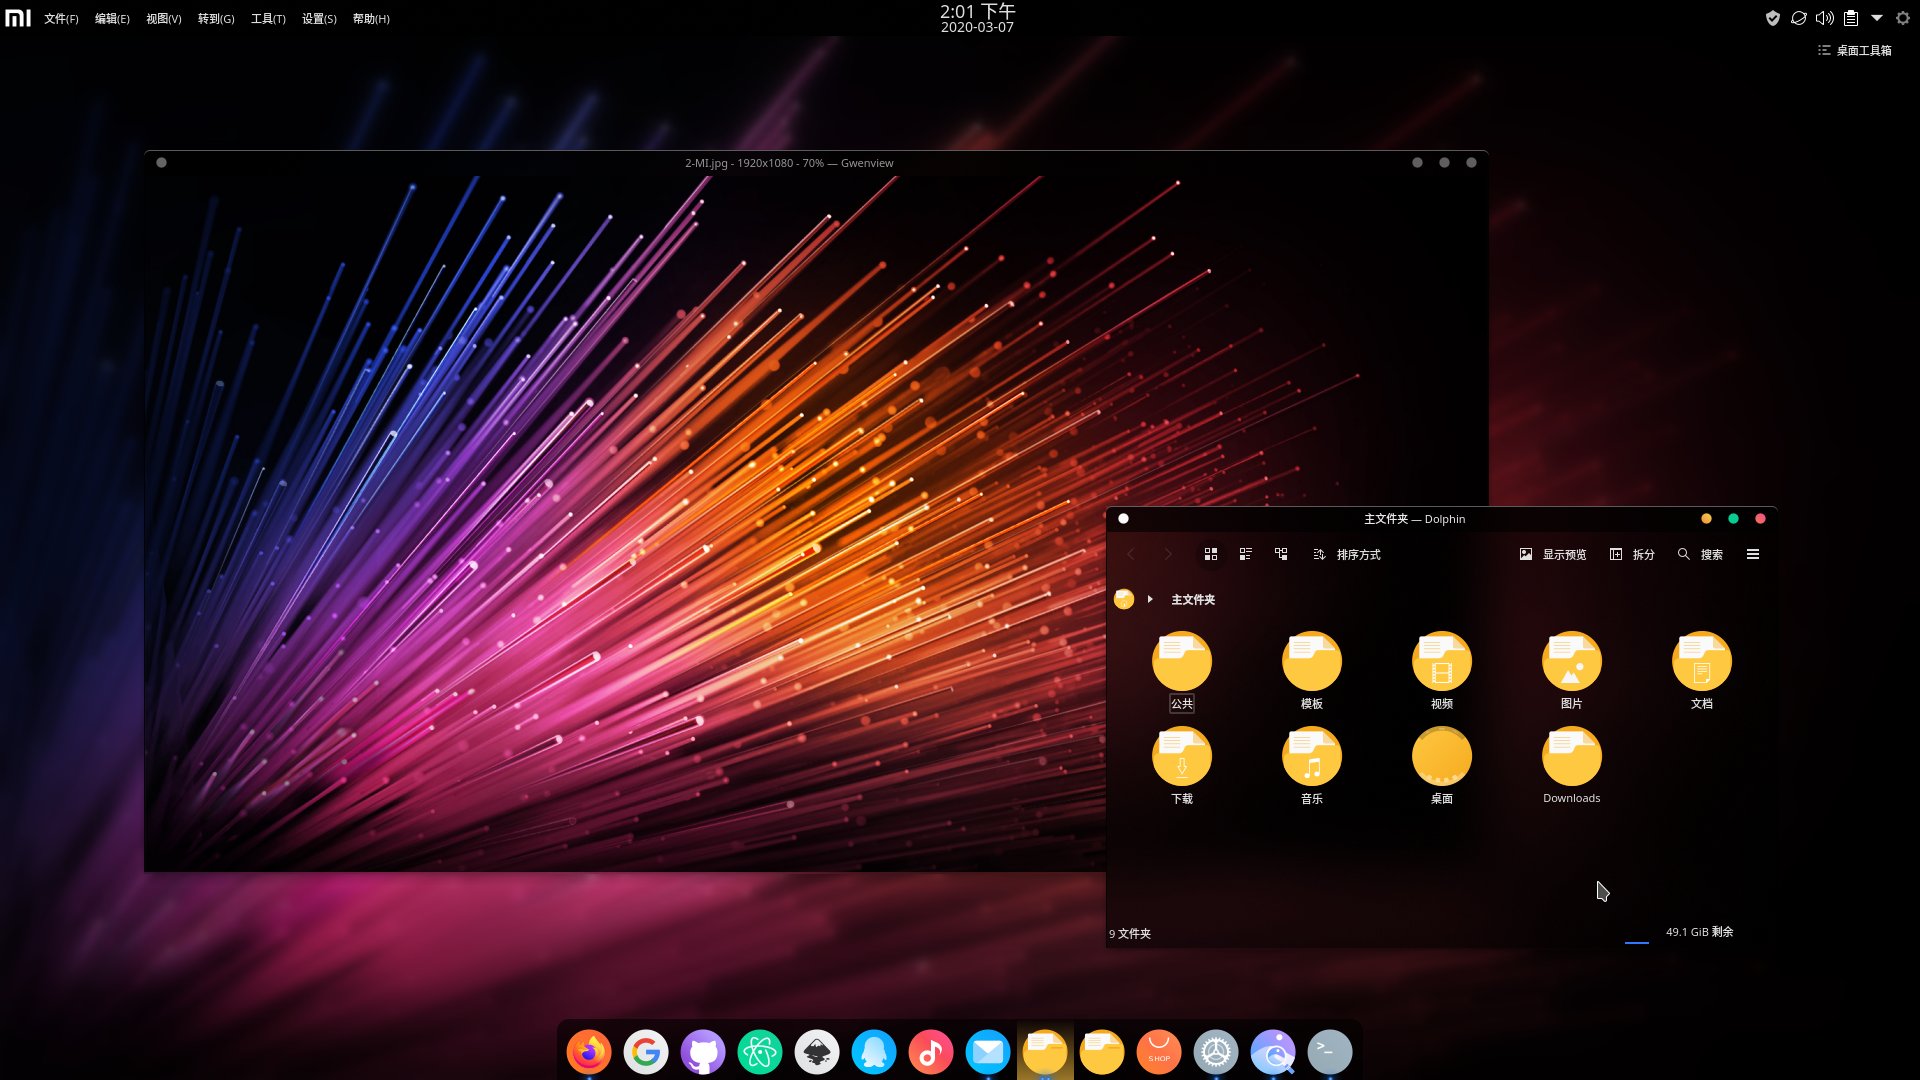 文件(F) 编辑(E) 视图(V) 转到(G) 工具(T) 设置(S) 帮助(H)
2:01 下午
2020-03-07
桌面工具箱
2-MI.jpg - 1920x1080 - 70% — Gwenview
主文件夹 — Dolphin
排序方式 显示预览 拆分 搜索
主文件夹
公共 模板 视频 图片 文档
下载 音乐 桌面 Downloads
9 文件夹 49.1 GiB 剩余
SHOP
>_